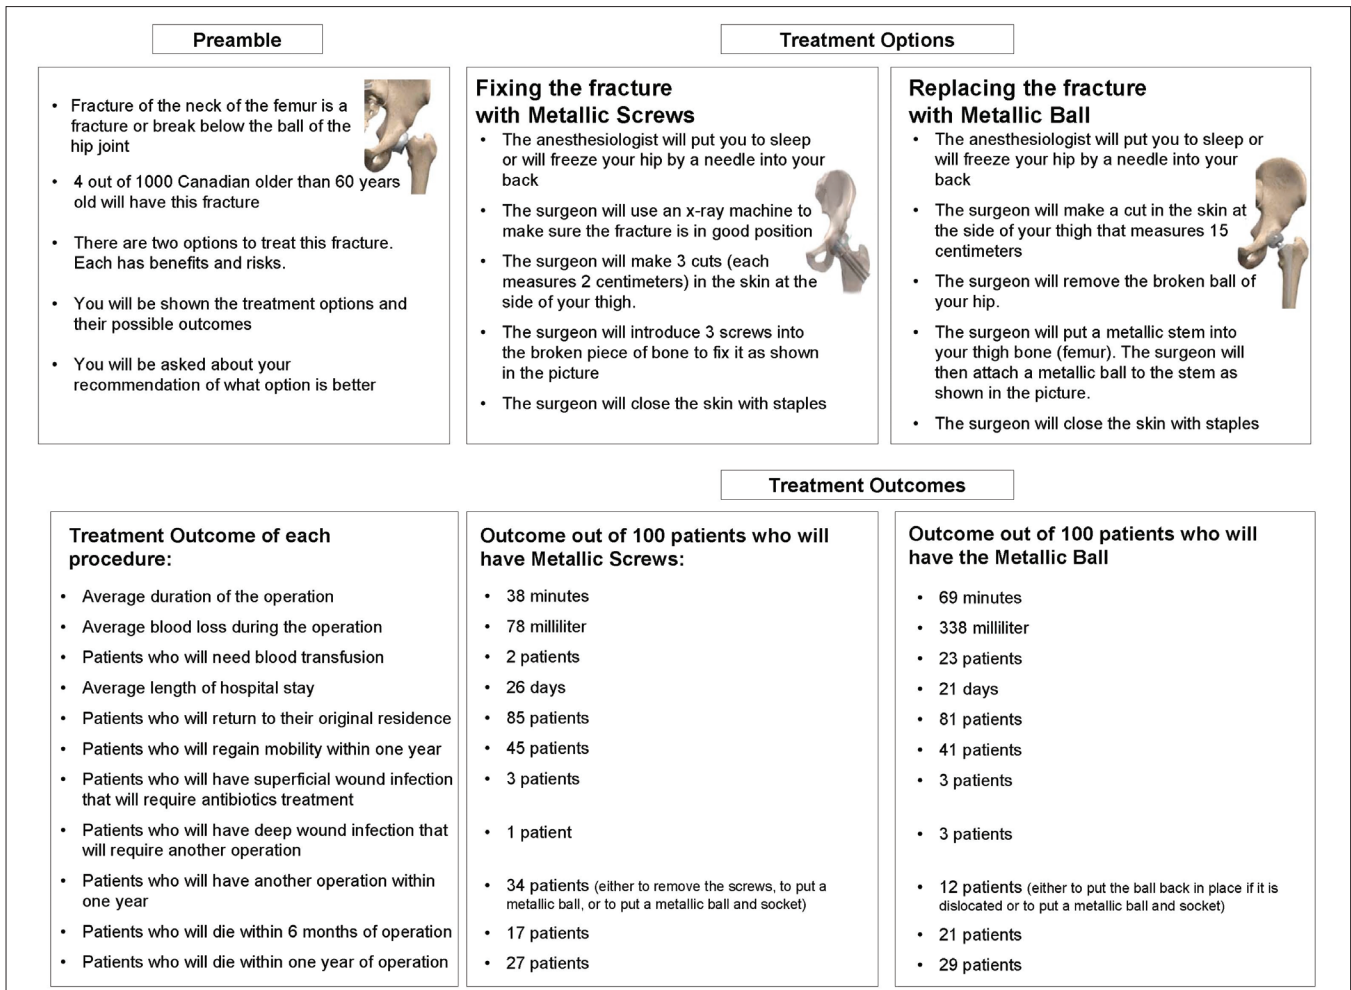 Preamble
Treatment Options
• Fracture of the neck of the femur is a
fracture or break below the ball of the
hip joint
• 4 out of 1000 Canadian older than 60 years
old will have this fracture
• There are two options to treat this fracture.
Each has benefits and risks.
• You will be shown the treatment options and
their possible outcomes
• You will be asked about your
recommendation of what option is better
Fixing the fracture
with Metallic Screws
• The anesthesiologist will put you to sleep
or will freeze your hip by a needle into your
back
• The surgeon will use an x-ray machine to
make sure the fracture is in good position
• The surgeon will make 3 cuts (each
measures 2 centimeters) in the skin at the
side of your thigh.
• The surgeon will introduce 3 screws into
the broken piece of bone to fix it as shown
in the picture
• The surgeon will close the skin with staples
Replacing the fracture
with Metallic Ball
• The anesthesiologist will put you to sleep or
will freeze your hip by a needle into your
back
• The surgeon will make a cut in the skin at
the side of your thigh that measures 15
centimeters
• The surgeon will remove the broken ball of
your hip.
• The surgeon will put a metallic stem into
your thigh bone (femur). The surgeon will
then attach a metallic ball to the stem as
shown in the picture.
• The surgeon will close the skin with staples
Treatment Outcomes
Treatment Outcome of each
procedure:
• Average duration of the operation
• Average blood loss during the operation
• Patients who will need blood transfusion
• Average length of hospital stay
• Patients who will return to their original residence
• Patients who will regain mobility within one year
• Patients who will have superficial wound infection
that will require antibiotics treatment
• Patients who will have deep wound infection that
will require another operation
• Patients who will have another operation within
one year
• Patients who will die within 6 months of operation
• Patients who will die within one year of operation
Outcome out of 100 patients who will
have Metallic Screws:
• 38 minutes
• 78 milliliter
• 2 patients
• 26 days
• 85 patients
• 45 patients
• 3 patients
• 1 patient
• 34 patients (either to remove the screws, to put a
metallic ball, or to put a metallic ball and socket)
• 17 patients
• 27 patients
Outcome out of 100 patients who will
have the Metallic Ball
• 69 minutes
• 338 milliliter
• 23 patients
• 21 days
• 81 patients
• 41 patients
• 3 patients
• 3 patients
• 12 patients (either to put the ball back in place if it is
dislocated or to put a metallic ball and socket)
• 21 patients
• 29 patients